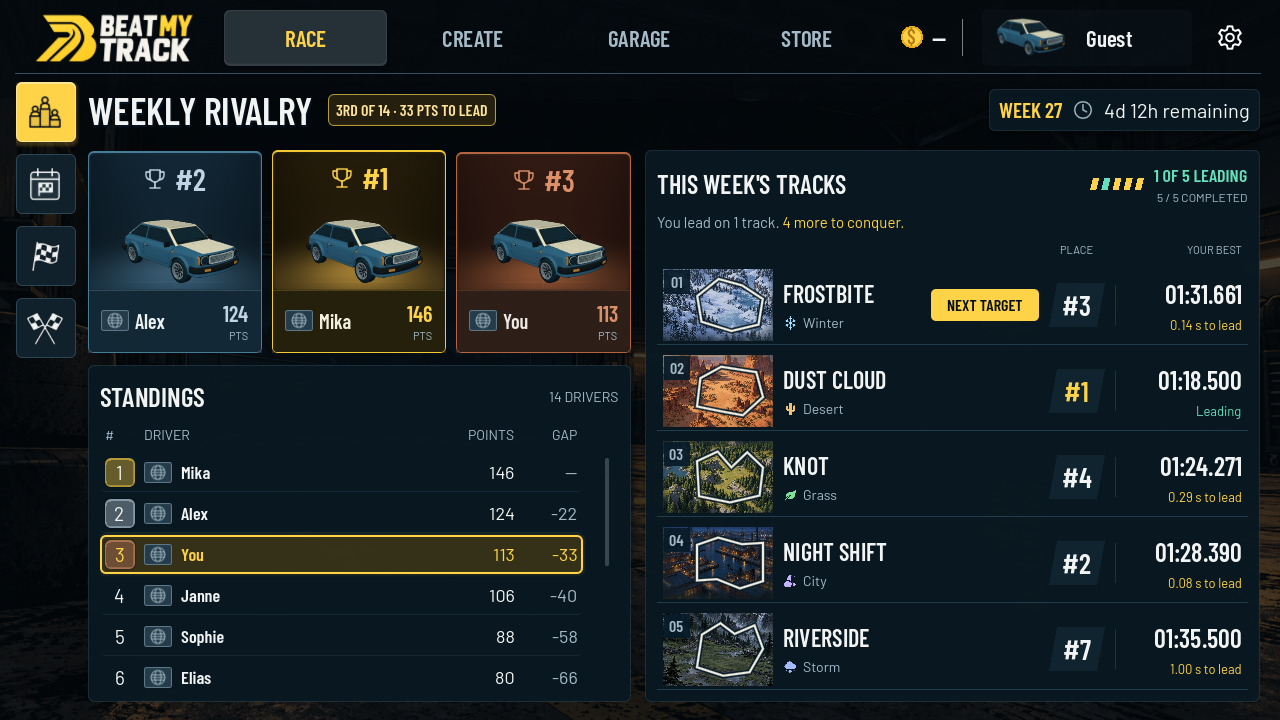 BEAT MY TRACK
RACE
CREATE
GARAGE
STORE
$ –
Guest
WEEKLY RIVALRY
3RD OF 14 · 33 PTS TO LEAD
WEEK 27 4d 12h remaining
#2
Alex 124 PTS
#1
Mika 146 PTS
#3
You 113 PTS
STANDINGS
14 DRIVERS
# DRIVER POINTS GAP
1 Mika 146 —
2 Alex 124 -22
3 You 113 -33
4 Janne 106 -40
5 Sophie 88 -58
6 Elias 80 -66
THIS WEEK'S TRACKS
1 OF 5 LEADING
5 / 5 COMPLETED
You lead on 1 track. 4 more to conquer.
PLACE YOUR BEST
01 FROSTBITE NEXT TARGET #3 01:31.661
Winter 0.14 s to lead
02 DUST CLOUD #1 01:18.500
Desert Leading
03 KNOT #4 01:24.271
Grass 0.29 s to lead
04 NIGHT SHIFT #2 01:28.390
City 0.08 s to lead
05 RIVERSIDE #7 01:35.500
Storm 1.00 s to lead